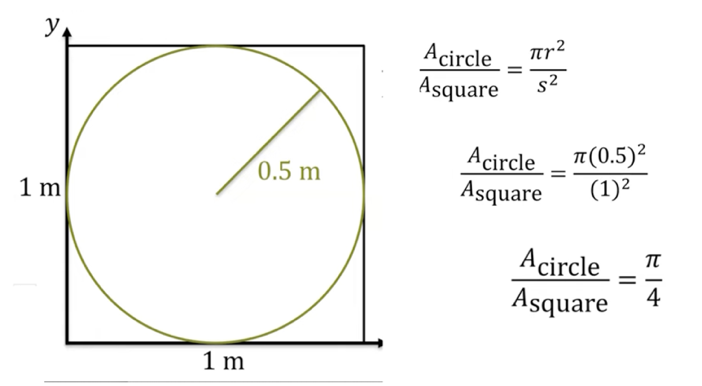 y
A_circle / A_square = πr² / s²
0.5 m
A_circle / A_square = π(0.5)² / (1)²
1 m
A_circle / A_square = π / 4
1 m